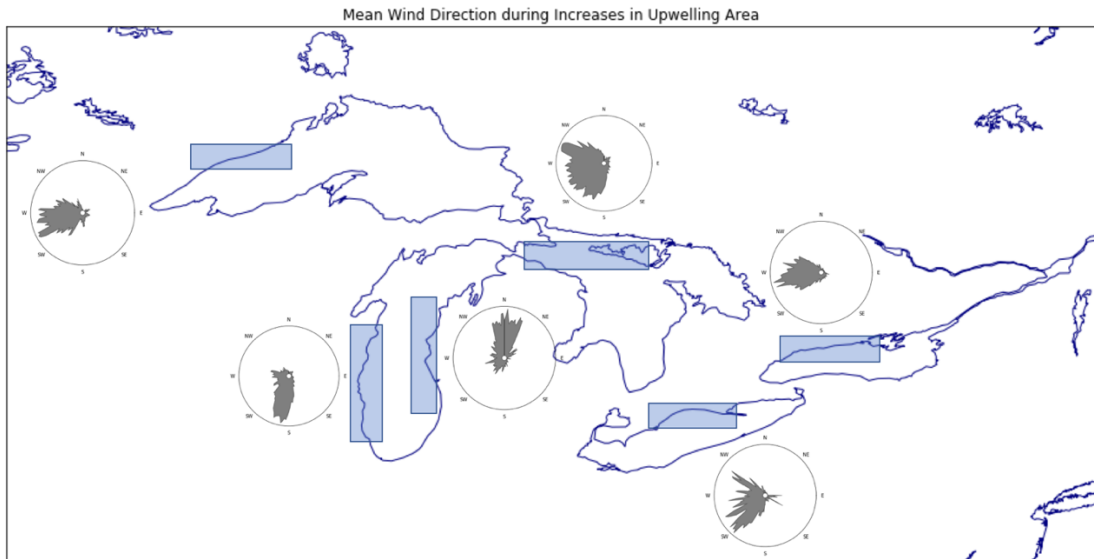 Mean Wind Direction during Increases in Upwelling Area
N
NW NE
W E
SW SE
S
N
NW NE
W E
SW SE
S
N
NW NE
W E
SW SE
S
N
NW NE
W E
SW SE
S
N
NW NE
W E
SW SE
S
N
NW NE
W E
SW SE
S